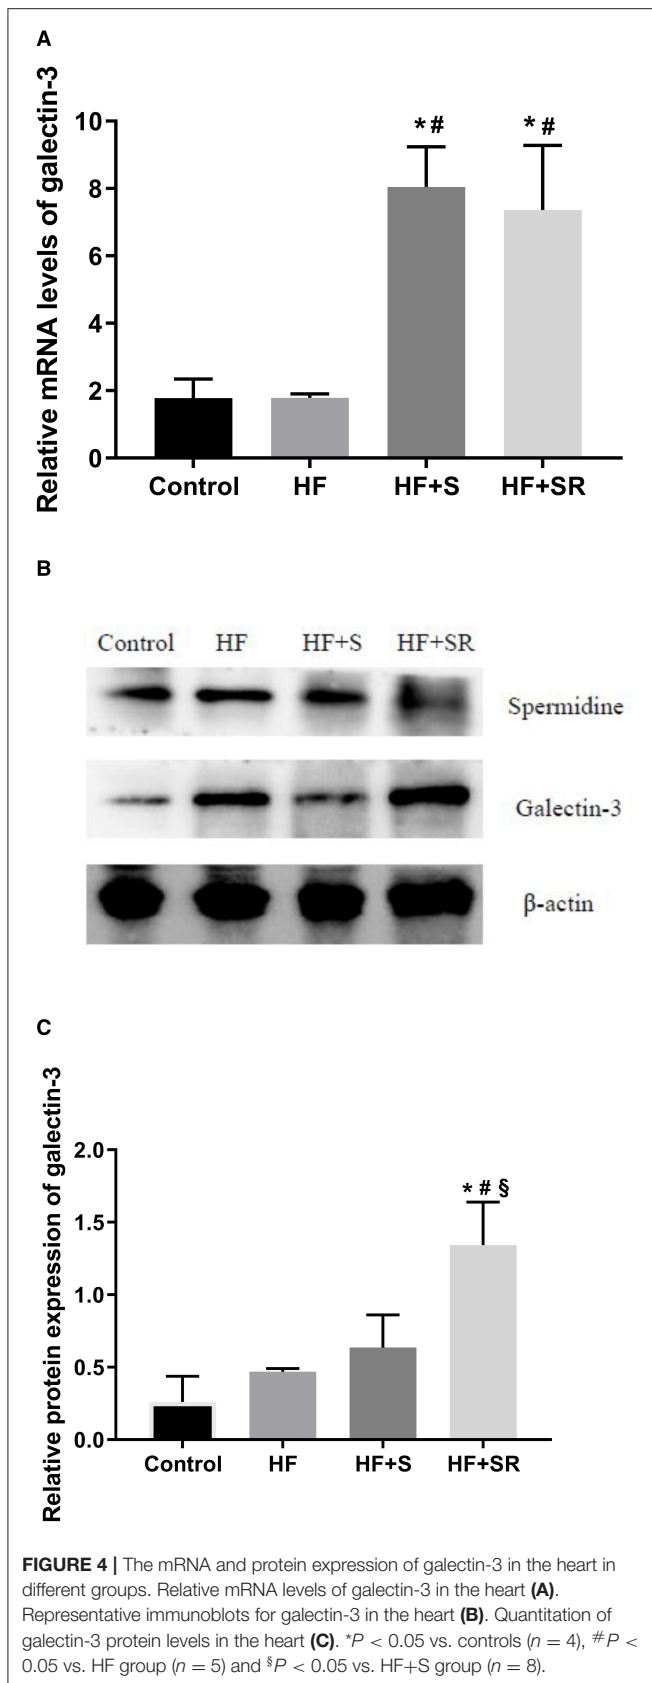 A
Relative mRNA levels of galectin-3
10
8
6
4
2
0
*#
*#
Control HF HF+S HF+SR
B
Control HF HF+S HF+SR
Spermidine
Galectin-3
β-actin
C
Relative protein expression of galectin-3
2.0
1.5
1.0
0.5
0.0
*#§
Control HF HF+S HF+SR
FIGURE 4 | The mRNA and protein expression of galectin-3 in the heart in
different groups. Relative mRNA levels of galectin-3 in the heart (A).
Representative immunoblots for galectin-3 in the heart (B). Quantitation of
galectin-3 protein levels in the heart (C). *P < 0.05 vs. controls (n = 4), #P <
0.05 vs. HF group (n = 5) and §P < 0.05 vs. HF+S group (n = 8).